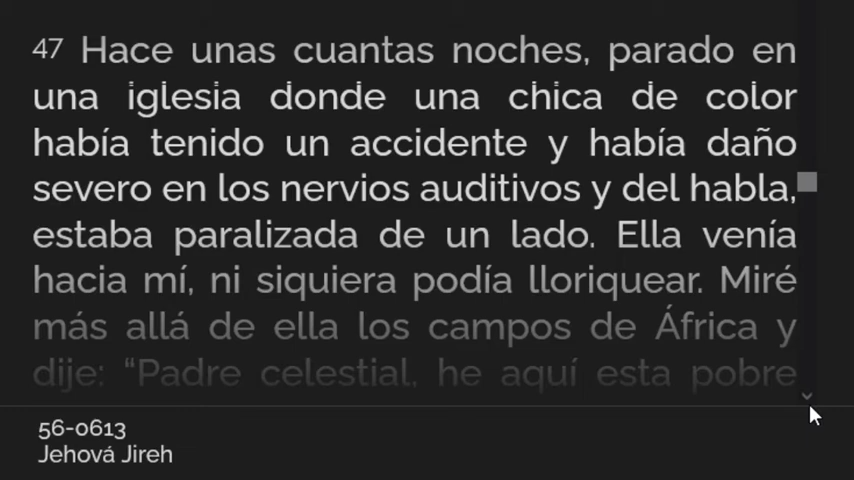 47 Hace unas cuantas noches, parado en
una iglesia donde una chica de color
había tenido un accidente y había daño
severo en los nervios auditivos y del habla,
estaba paralizada de un lado. Ella venía
hacia mí, ni siquiera podía lloriquear. Miré
más allá de ella los campos de África y
dije: “Padre celestial, he aquí esta pobre
56-0613
Jehová Jireh